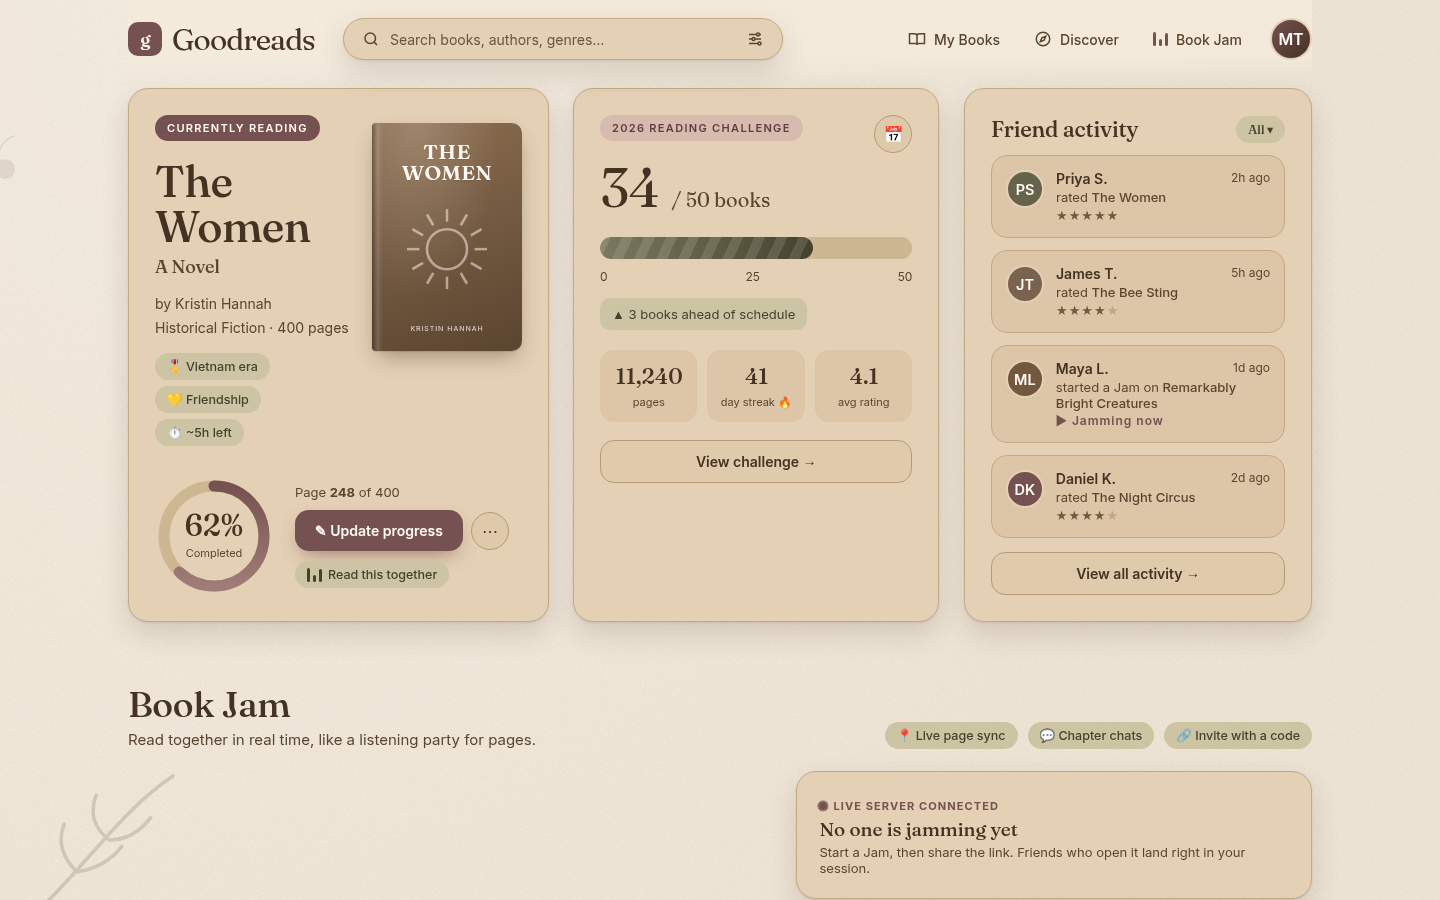 g Goodreads
Search books, authors, genres...
My Books
Discover
Book Jam
MT
CURRENTLY READING
The
Women
A Novel
by Kristin Hannah
Historical Fiction · 400 pages
🎖️ Vietnam era
💛 Friendship
⏱️ ~5h left
THE
WOMEN
KRISTIN HANNAH
62%
Completed
Page 248 of 400
✎ Update progress
⋯
Read this together
2026 READING CHALLENGE
📅
34 / 50 books
0 25 50
▲ 3 books ahead of schedule
11,240
pages
41
day streak 🔥
4.1
avg rating
View challenge →
Friend activity
All ▾
PS
Priya S. 2h ago
rated The Women
★★★★★
JT
James T. 5h ago
rated The Bee Sting
★★★★★
ML
Maya L. 1d ago
started a Jam on Remarkably
Bright Creatures
▶ Jamming now
DK
Daniel K. 2d ago
rated The Night Circus
★★★★★
View all activity →
Book Jam
Read together in real time, like a listening party for pages.
📍 Live page sync
💬 Chapter chats
🔗 Invite with a code
LIVE SERVER CONNECTED
No one is jamming yet
Start a Jam, then share the link. Friends who open it land right in your
session.